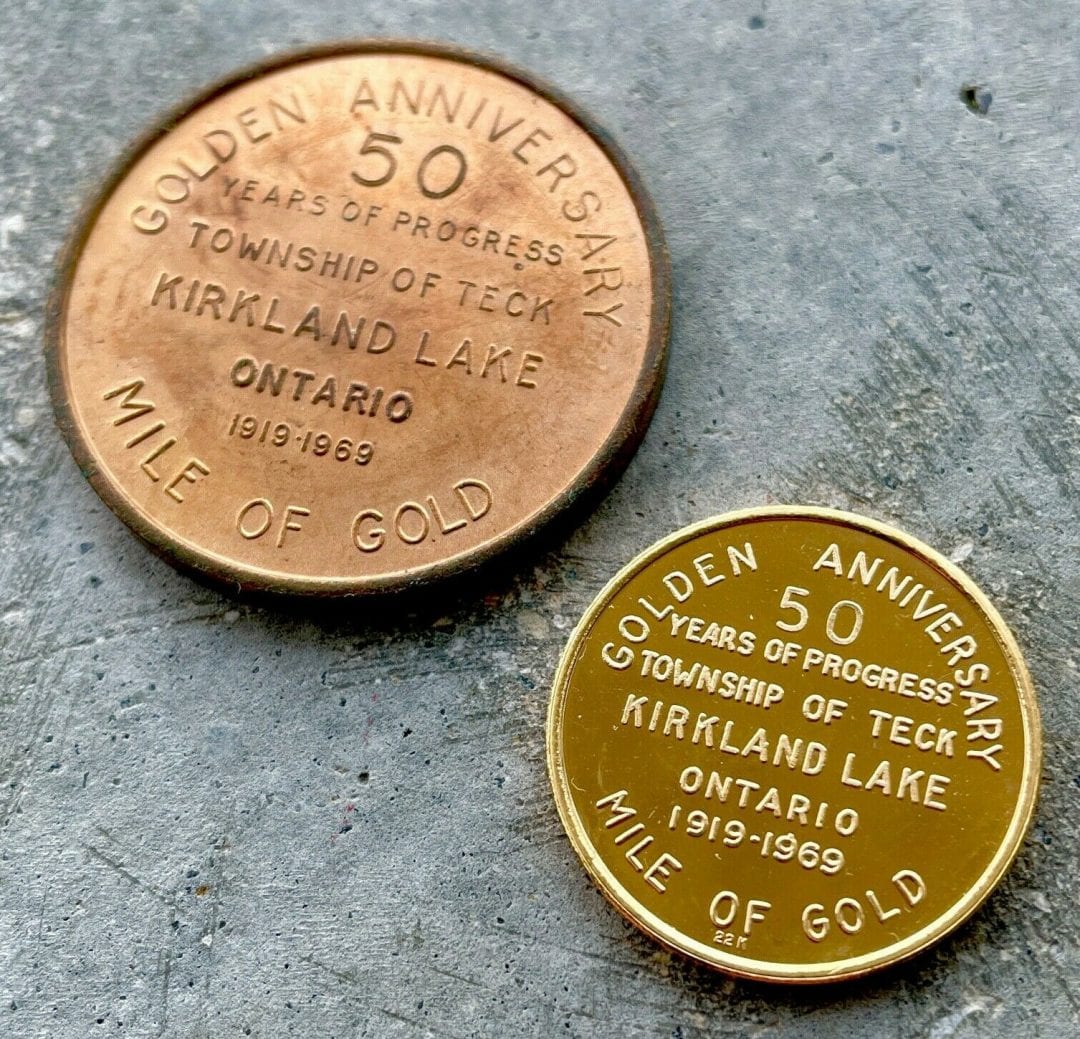 GOLDEN ANNIVERSARY
50
YEARS OF PROGRESS
TOWNSHIP OF TECK
KIRKLAND LAKE
ONTARIO
1919-1969
MILE OF GOLD
GOLDEN ANNIVERSARY
50
YEARS OF PROGRESS
TOWNSHIP OF TECK
KIRKLAND LAKE
ONTARIO
1919-1969
MILE OF GOLD
22K